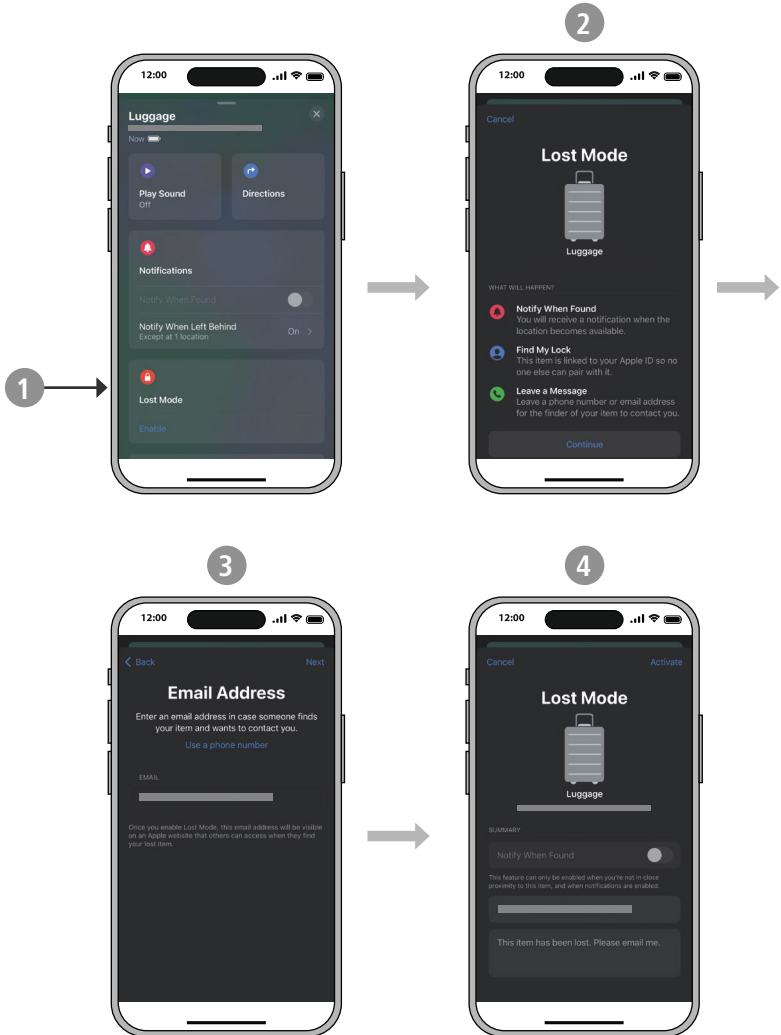 2
12:00
Luggage
Now
Play Sound
Off
Directions
Notifications
Notify When Found
Notify When Left Behind
Except at 1 location
On
1
Lost Mode
Enable
12:00
Cancel
Lost Mode
Luggage
WHAT WILL HAPPEN?
Notify When Found
You will receive a notification when the
location becomes available.
Find My Lock
This item is linked to your Apple ID so no
one else can pair with it.
Leave a Message
Leave a phone number or email address
for the finder of your item to contact you.
Continue
3
12:00
Back
Next
Email Address
Enter an email address in case someone finds
your item and wants to contact you.
Use a phone number
EMAIL
Once you enable Lost Mode, this email address will be visible
on an Apple website that others can access when they find
your lost item.
4
12:00
Cancel
Activate
Lost Mode
Luggage
SUMMARY
Notify When Found
This feature can only be enabled when you're not in close
proximity to this item, and when notifications are enabled.
This item has been lost. Please email me.